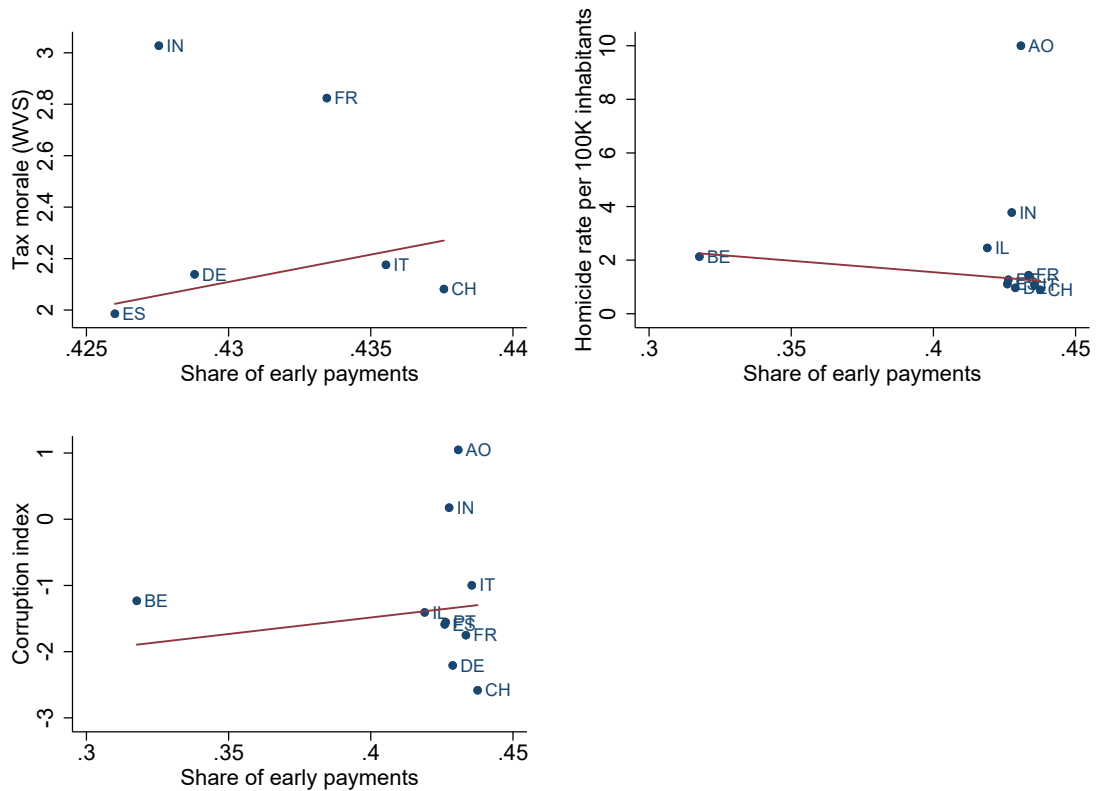 Tax morale (WVS)
3
2.8
2.6
2.4
2.2
2
IN
FR
DE
IT
CH
ES
.425
.43
.435
.44
Share of early payments
Homicide rate per 100K inhabitants
10
8
6
4
2
0
AO
IN
IL
BE
FR
ES
IT
DE
CH
.3
.35
.4
.45
Share of early payments
Corruption index
1
0
-1
-2
-3
AO
IN
IT
BE
IL
PT
ES
FR
DE
CH
.3
.35
.4
.45
Share of early payments